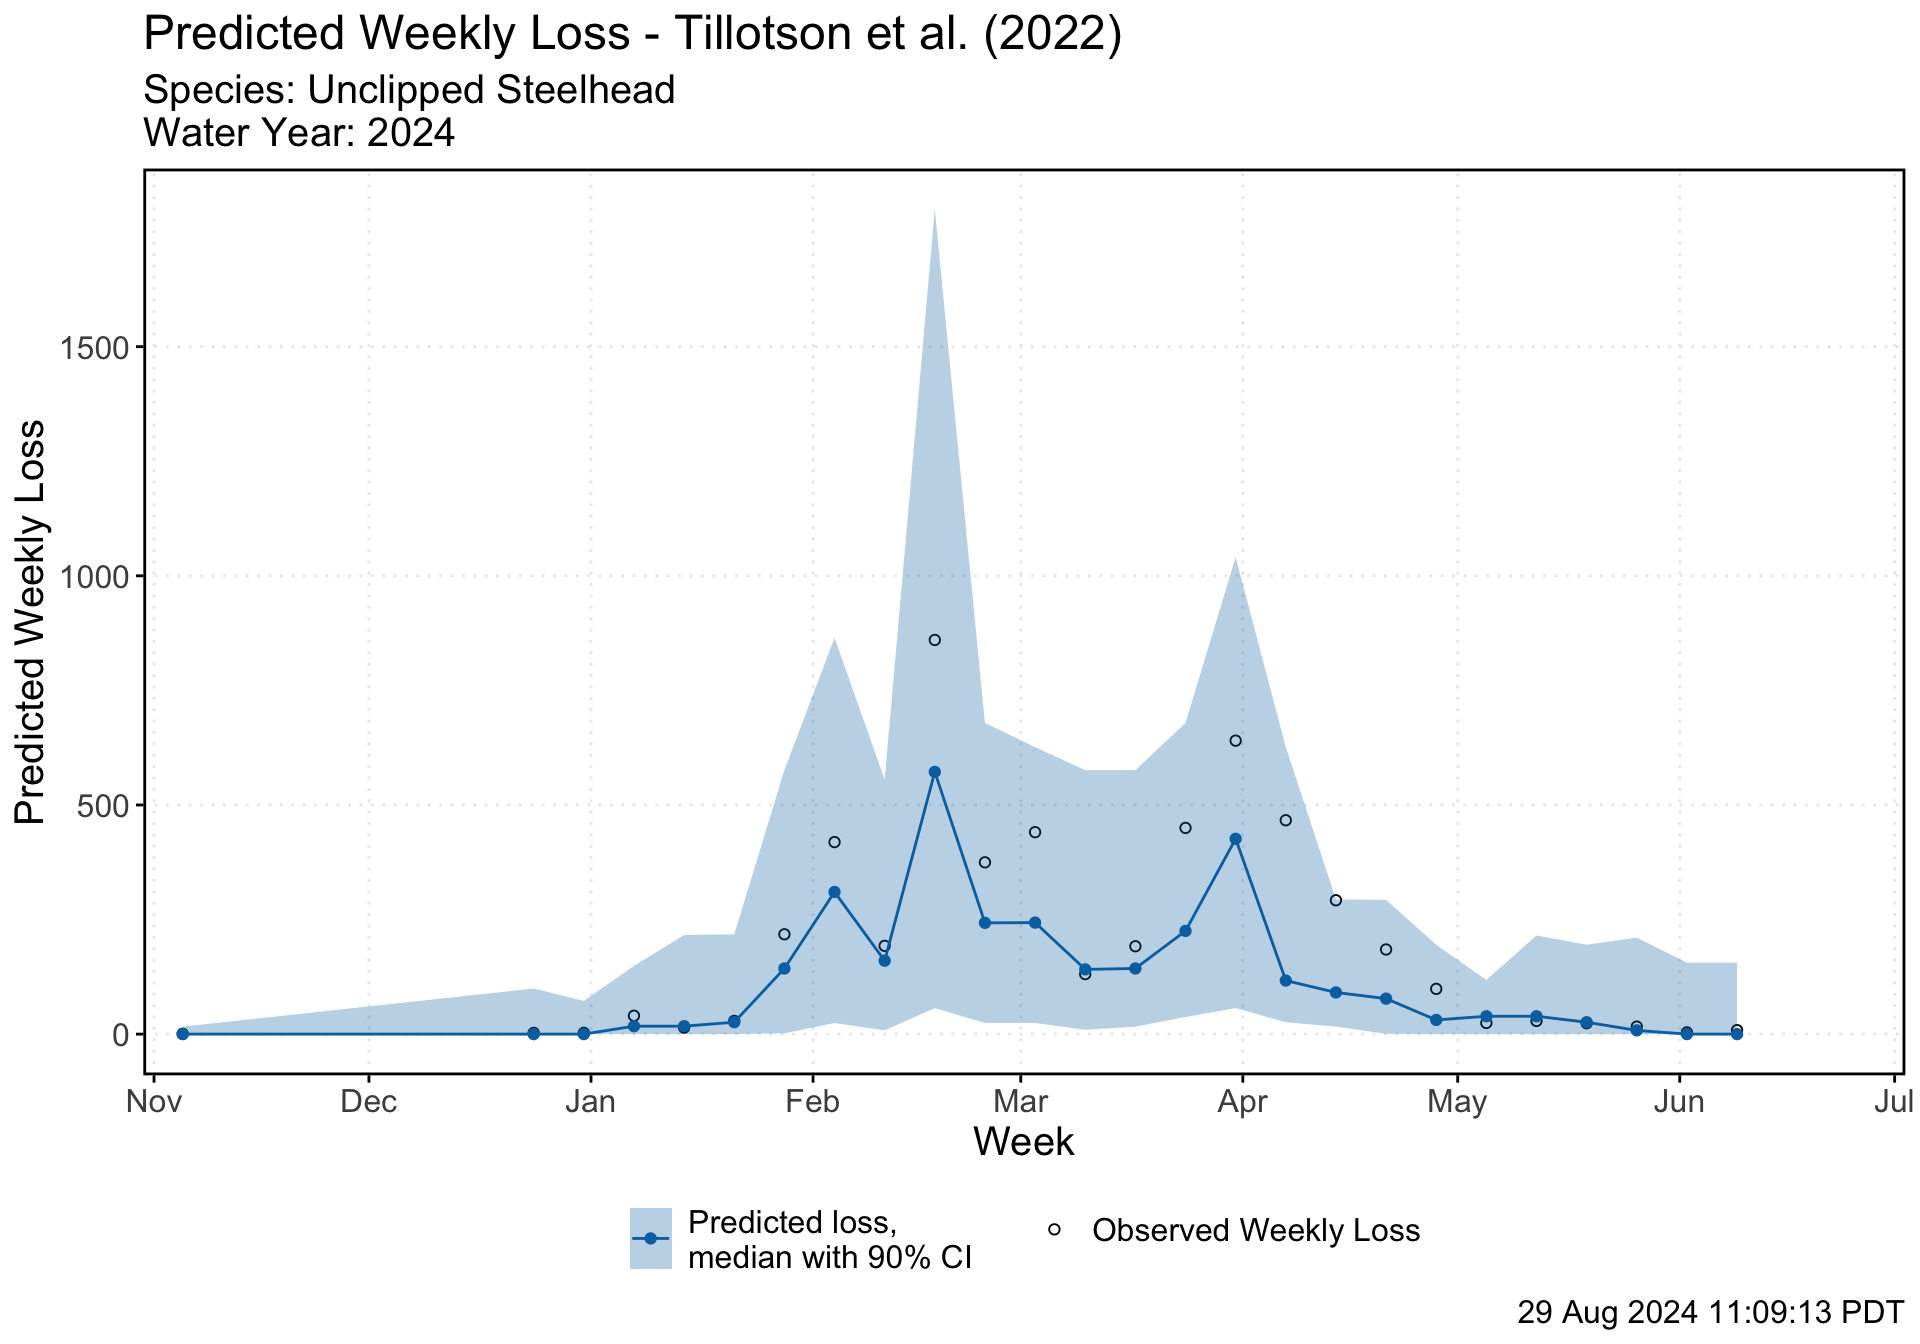 Predicted Weekly Loss - Tillotson et al. (2022)
Species: Unclipped Steelhead
Water Year: 2024
Predicted Weekly Loss
1500
1000
500
0
Nov Dec Jan Feb Mar Apr May Jun Jul
Week
Predicted loss,
median with 90% CI
Observed Weekly Loss
29 Aug 2024 11:09:13 PDT